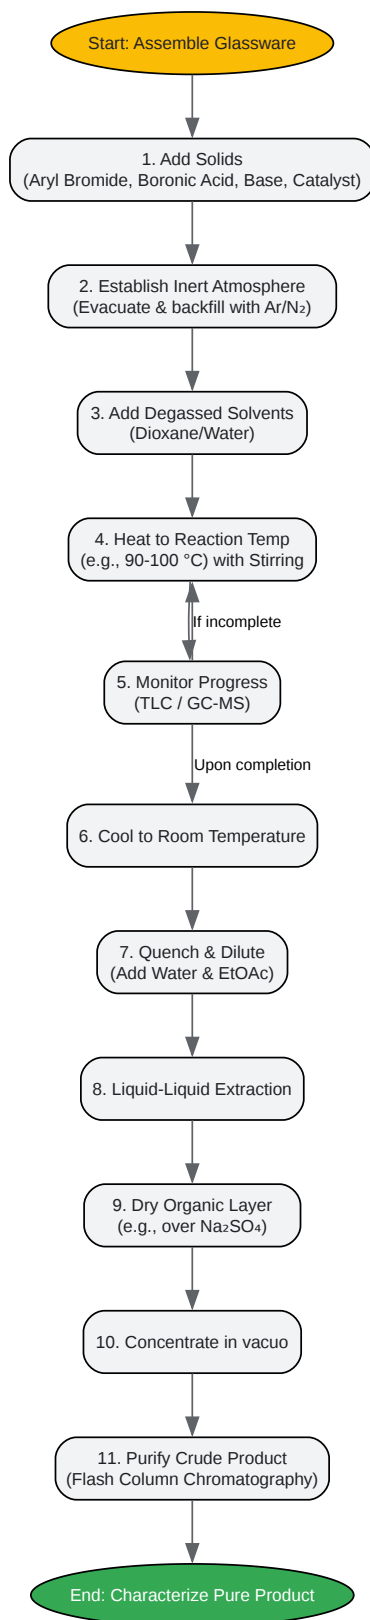 Start: Assemble Glassware
1. Add Solids
(Aryl Bromide, Boronic Acid, Base, Catalyst)
2. Establish Inert Atmosphere
(Evacuate & backfill with Ar/N₂)
3. Add Degassed Solvents
(Dioxane/Water)
4. Heat to Reaction Temp
(e.g., 90-100 °C) with Stirring
If incomplete
5. Monitor Progress
(TLC / GC-MS)
Upon completion
6. Cool to Room Temperature
7. Quench & Dilute
(Add Water & EtOAc)
8. Liquid-Liquid Extraction
9. Dry Organic Layer
(e.g., over Na₂SO₄)
10. Concentrate in vacuo
11. Purify Crude Product
(Flash Column Chromatography)
End: Characterize Pure Product